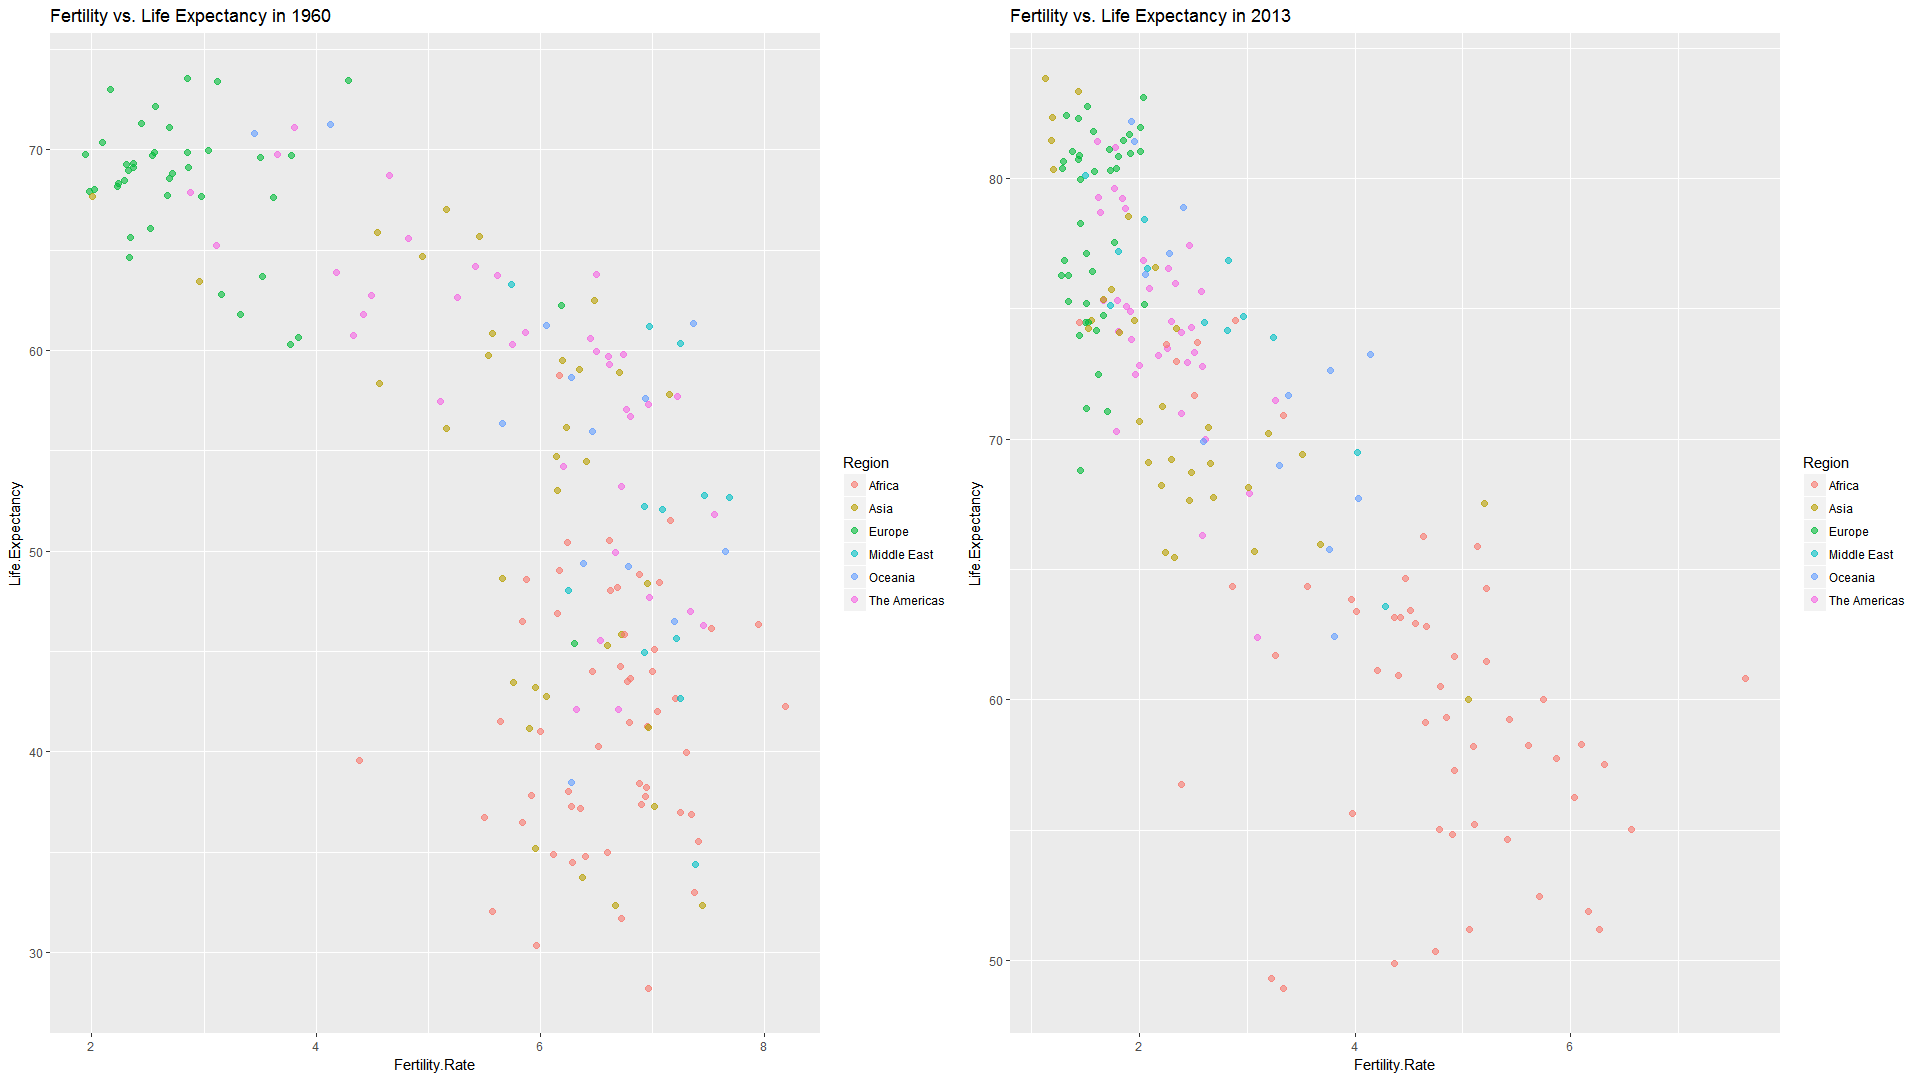 Fertility vs. Life Expectancy in 1960
Life.Expectancy
70
60
50
40
30
2
4
6
8
Fertility.Rate
Region
Africa
Asia
Europe
Middle East
Oceania
The Americas
Fertility vs. Life Expectancy in 2013
Life.Expectancy
80
70
60
50
2
4
6
Fertility.Rate
Region
Africa
Asia
Europe
Middle East
Oceania
The Americas